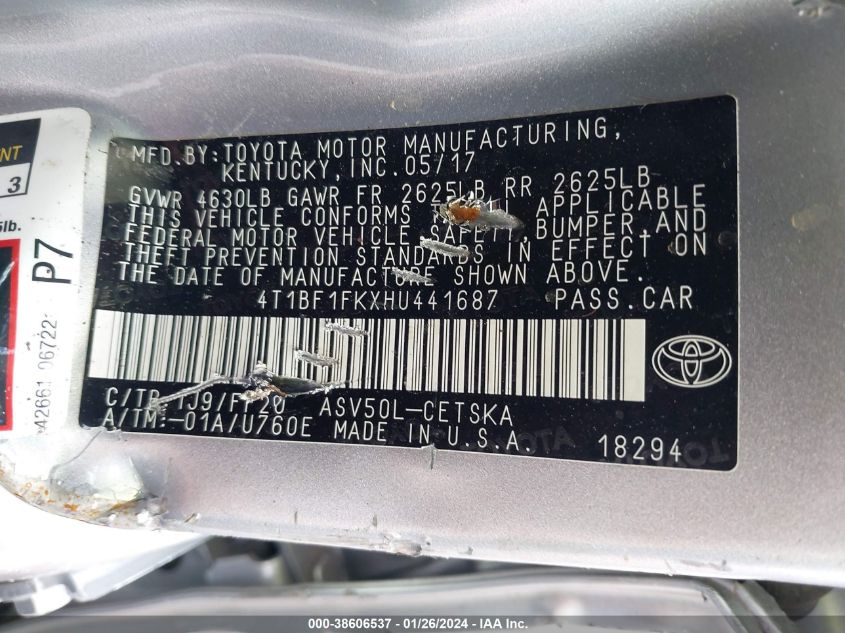 NT
3
5lb.
P7
42661 06722
MFD.BY:TOYOTA MOTOR MANUFACTURING,
KENTUCKY,INC.05/17
GVWR 4630LB GAWR FR 2625LB RR 2625LB
THIS VEHICLE CONFORMS APPLICABLE
FEDERAL MOTOR VEHICLE SAFETY,BUMPER,AND
THEFT PREVENTION STANDARDS IN EFFECT ON
THE DATE OF MANUFACTURE SHOWN ABOVE.
4T1BF1FKXHU441687 PASS.CAR
C/TR 1J9/FF20 ASV50L-CETSKA
A/TM:-01A/U760E MADE IN U.S.A. 18294
000-38606537 - 01/26/2024 - IAA Inc.